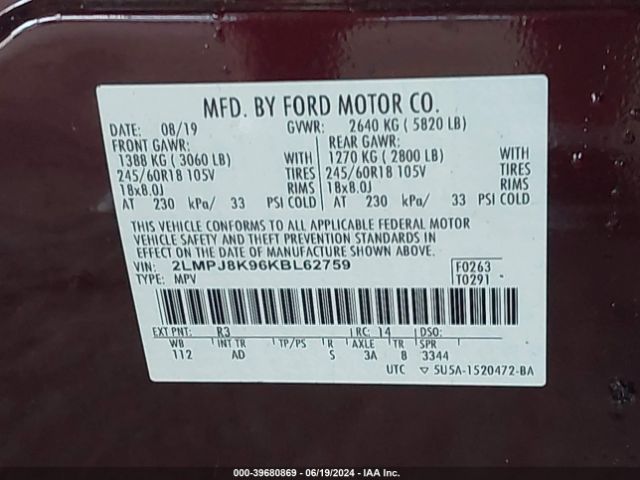 MFD. BY FORD MOTOR CO.
DATE: 08/19 GVWR: 2640 KG ( 5820 LB)
FRONT GAWR: REAR GAWR:
1388 KG ( 3060 LB) WITH 1270 KG ( 2800 LB) WITH
245/60R18 105V TIRES 245/60R18 105V TIRES
18x8.0J RIMS 18x8.0J RIMS
AT 230 kPa/ 33 PSI COLD AT 230 kPa/ 33 PSI COLD
THIS VEHICLE CONFORMS TO ALL APPLICABLE FEDERAL MOTOR
VEHICLE SAFETY AND THEFT PREVENTION STANDARDS IN
EFFECT ON THE DATE OF MANUFACTURE SHOWN ABOVE.
VIN: 2LMPJ8K96KBL62759 F0263
TYPE: MPV T0291
EXT PNT: R3 RC: 14 DSO:
WB INT TR TP/PS R AXLE TR SPR
112 AD S 3A 8 3344
UTC ▽ 5U5A-1520472-BA
000-39680869 - 06/19/2024 - IAA Inc.